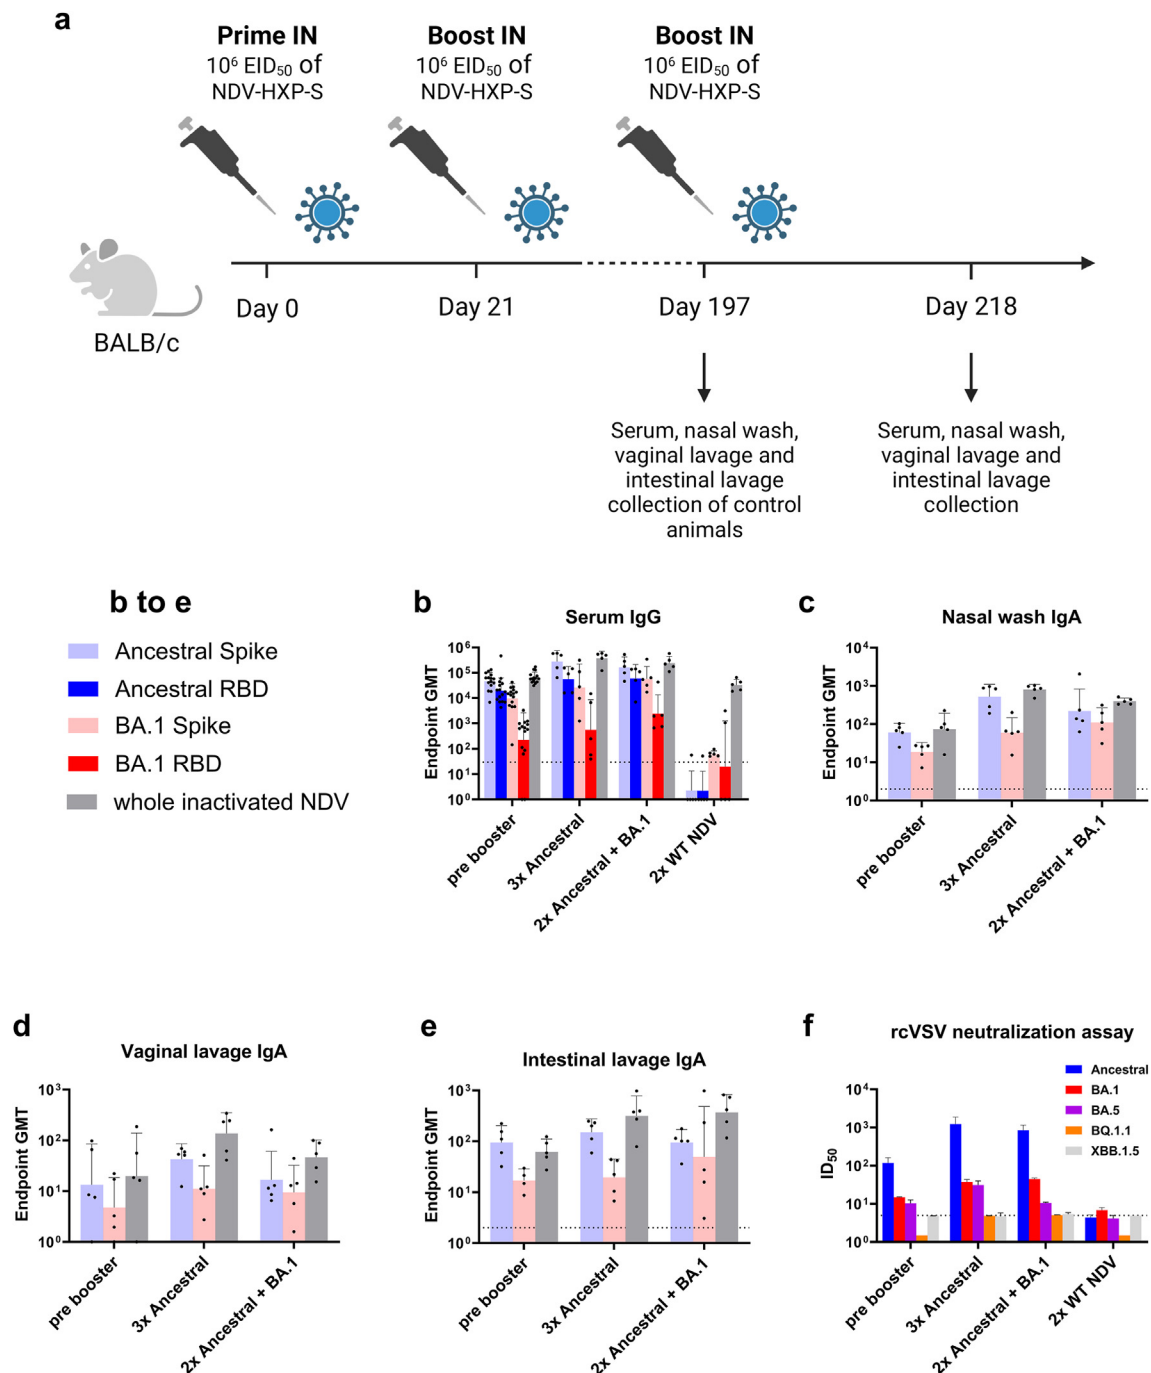 a
Prime IN
10⁶ EID₅₀ of
NDV-HXP-S
Boost IN
10⁶ EID₅₀ of
NDV-HXP-S
Boost IN
10⁶ EID₅₀ of
NDV-HXP-S
BALB/c
Day 0
Day 21
Day 197
Day 218
Serum, nasal wash,
vaginal lavage and
intestinal lavage
collection of control
animals
Serum, nasal wash,
vaginal lavage and
intestinal lavage
collection
b to e
Ancestral Spike
Ancestral RBD
BA.1 Spike
BA.1 RBD
whole inactivated NDV
b
Serum IgG
Endpoint GMT
10⁶
10⁵
10⁴
10³
10²
10¹
10⁰
pre booster
3x Ancestral
2x Ancestral + BA.1
2x WT NDV
c
Nasal wash IgA
Endpoint GMT
10⁴
10³
10²
10¹
10⁰
pre booster
3x Ancestral
2x Ancestral + BA.1
d
Vaginal lavage IgA
Endpoint GMT
10³
10²
10¹
10⁰
pre booster
3x Ancestral
2x Ancestral + BA.1
e
Intestinal lavage IgA
Endpoint GMT
10³
10²
10¹
10⁰
pre booster
3x Ancestral
2x Ancestral + BA.1
f
rcVSV neutralization assay
Ancestral
BA.1
BA.5
BQ.1.1
XBB.1.5
ID₅₀
10⁴
10³
10²
10¹
10⁰
pre booster
3x Ancestral
2x Ancestral + BA.1
2x WT NDV